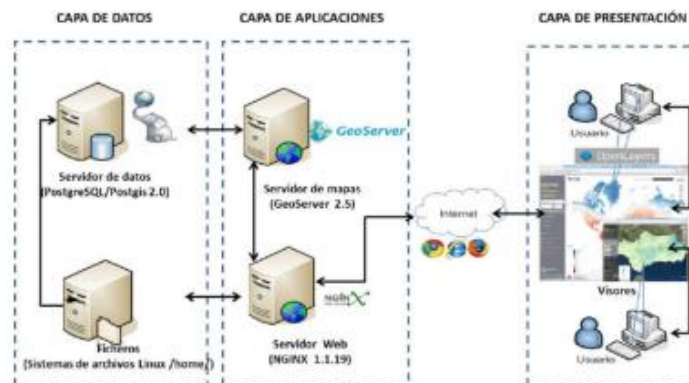 CAPA DE DATOS
CAPA DE APLICACIONES
CAPA DE PRESENTACIÓN
Servidor de datos
(PostgreSQL/Postgis 2.0)
GeoServer
Servidor de mapas
(GeoServer 2.5)
Usuario
OpenLayers
Internet
Visores
Ficheros
(Sistemas de archivos Linux /home/)
NGINX
Servidor Web
(NGINX 1.1.19)
Usuario